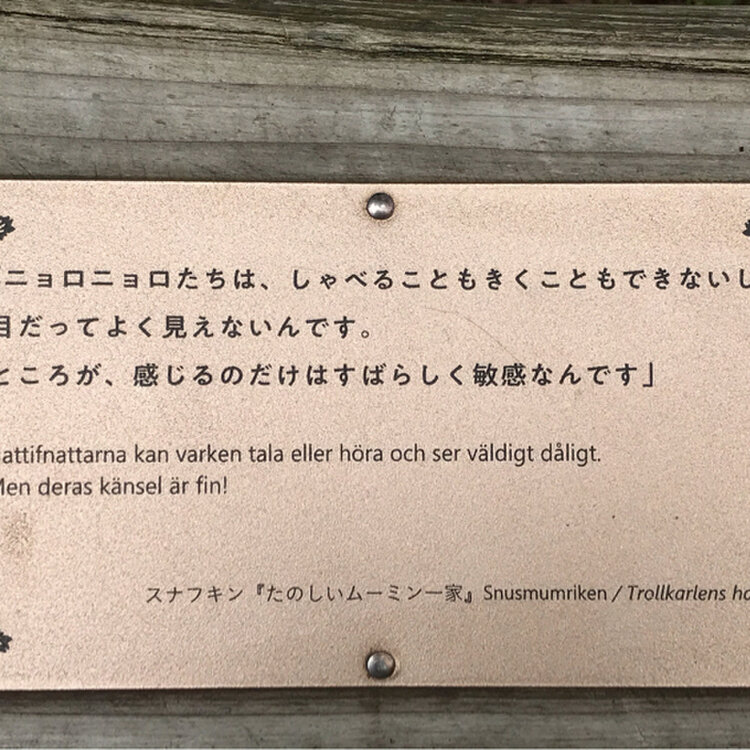 ニョロニョロたちは、しゃべることもきくこともできないし
目だってよく見えないんです。
ところが、感じるのだけはすばらしく敏感なんです」
attifnattarna kan varken tala eller höra och ser väldigt dåligt.
Men deras känsel är fin!
スナフキン『たのしいムーミン一家』Snusmumriken / Trollkarlens ha